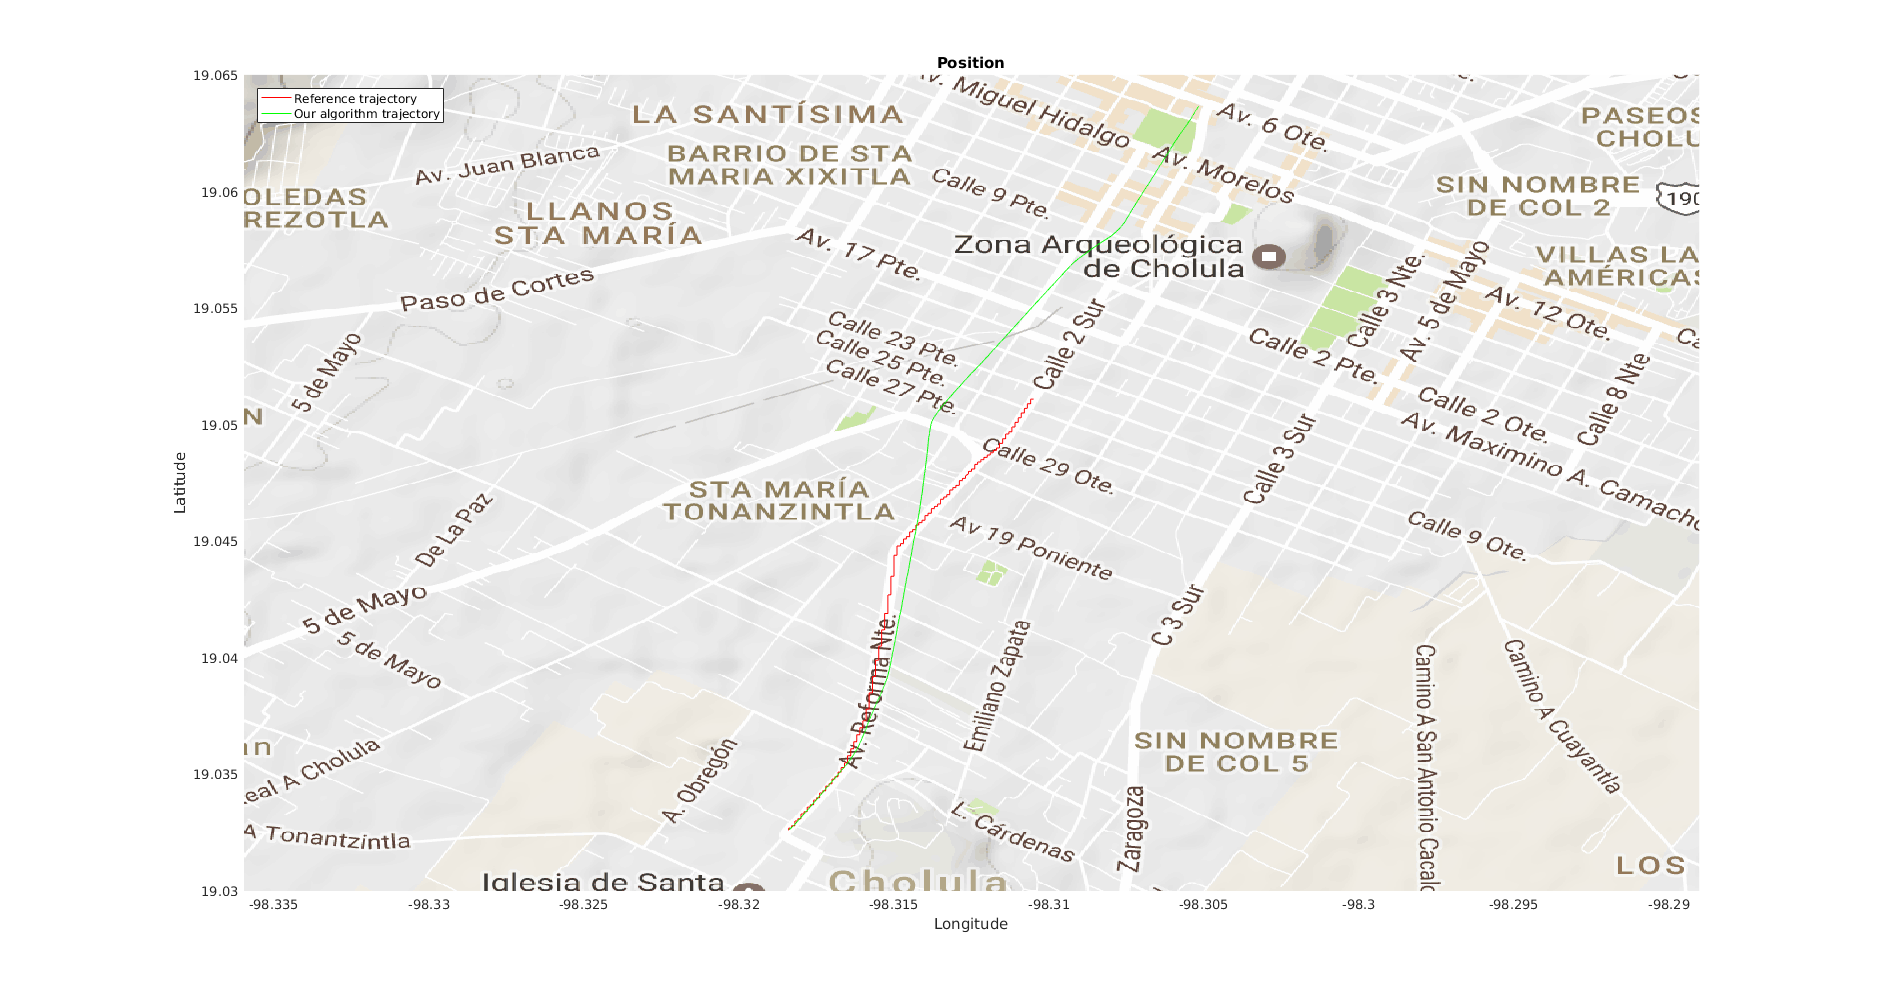 Position
19.065
19.06
19.055
19.05
19.045
19.04
19.035
19.03
Latitude
Reference trajectory
Our algorithm trajectory
LA SANTÍSIMA
v. Miguel Hidalgo
Av. 6 Ote.
PASEOS
CHOLU
Av. Juan Blanca
BARRIO DE STA
MARIA XIXITLA
Av. Morelos
Calle 9 Pte.
SIN NOMBRE
DE COL 2
190
OLEDAS
REZOTLA
LLANOS
STA MARÍA
Av. 17 Pte.
Zona Arqueológica
de Cholula
VILLAS LA
AMÉRICAS
Paso de Cortes
Calle 3 Nte.
Av. 5 de Mayo
Av. 12 Ote.
Ca
Calle 23 Pte.
Calle 25 Pte.
Calle 27 Pte.
Calle 2 Sur
Calle 2 Pte.
5 de Mayo
Calle 8 Nte
Calle 2 Ote.
Av. Maximino A. Camacho
N
Calle 29 Ote.
Calle 3 Sur
STA MARÍA
TONANZINTLA
De La Paz
Av 19 Poniente
Calle 9 Ote.
5 de Mayo
5 de Mayo
C 3 Sur
Av. Reforma Nte.
Emiliano Zapata
Camino A San Antonio Cacalo
Camino A Cuayantla
an
eal A Cholula
A. Obregón
SIN NOMBRE
DE COL 5
A Tonantzintla
L. Cárdenas
Zaragoza
LOS
Iglesia de Santa
Cholula
-98.335
-98.33
-98.325
-98.32
-98.315
-98.31
-98.305
-98.3
-98.295
-98.29
Longitude